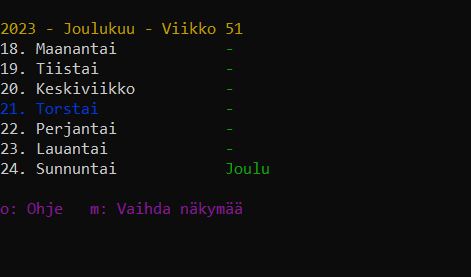 2023 - Joulukuu - Viikko 51
18. Maanantai -
19. Tiistai -
20. Keskiviikko -
21. Torstai -
22. Perjantai -
23. Lauantai -
24. Sunnuntai Joulu
o: Ohje m: Vaihda näkymää